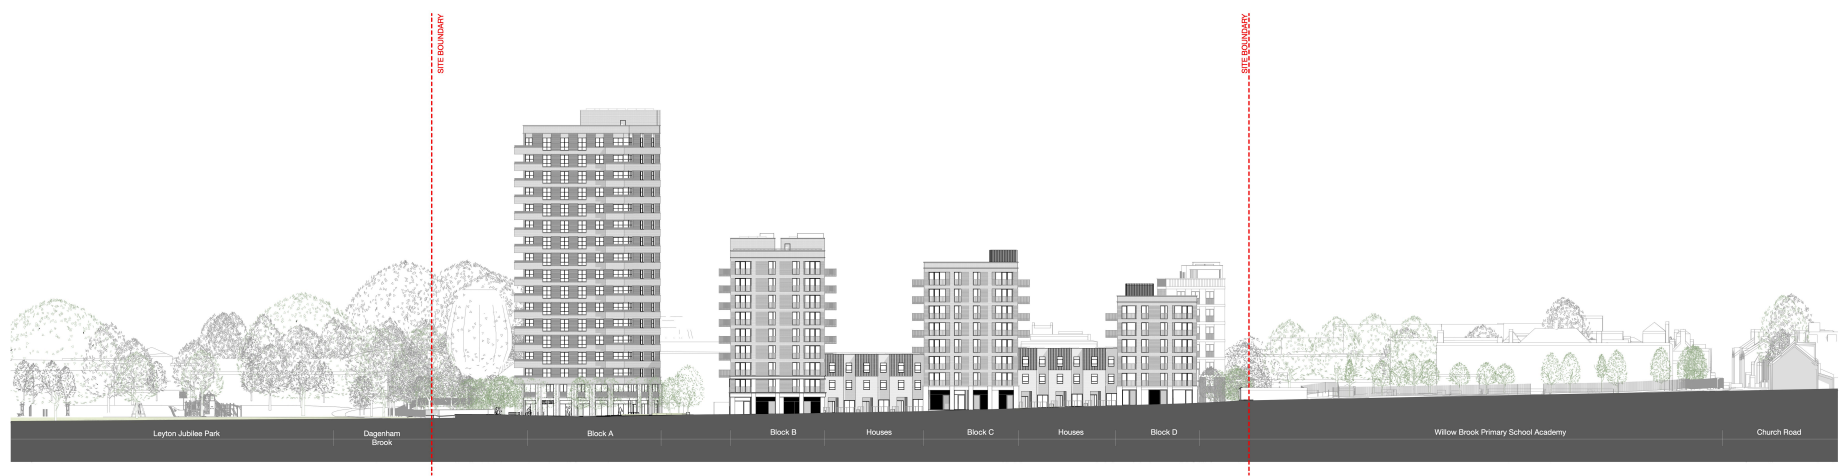 SITE BOUNDARY
SITE BOUNDARY
Leyton Jubilee Park
Dagenham
Brook
Block A
Block B
Houses
Block C
Houses
Block D
Willow Brook Primary School Academy
Church Road